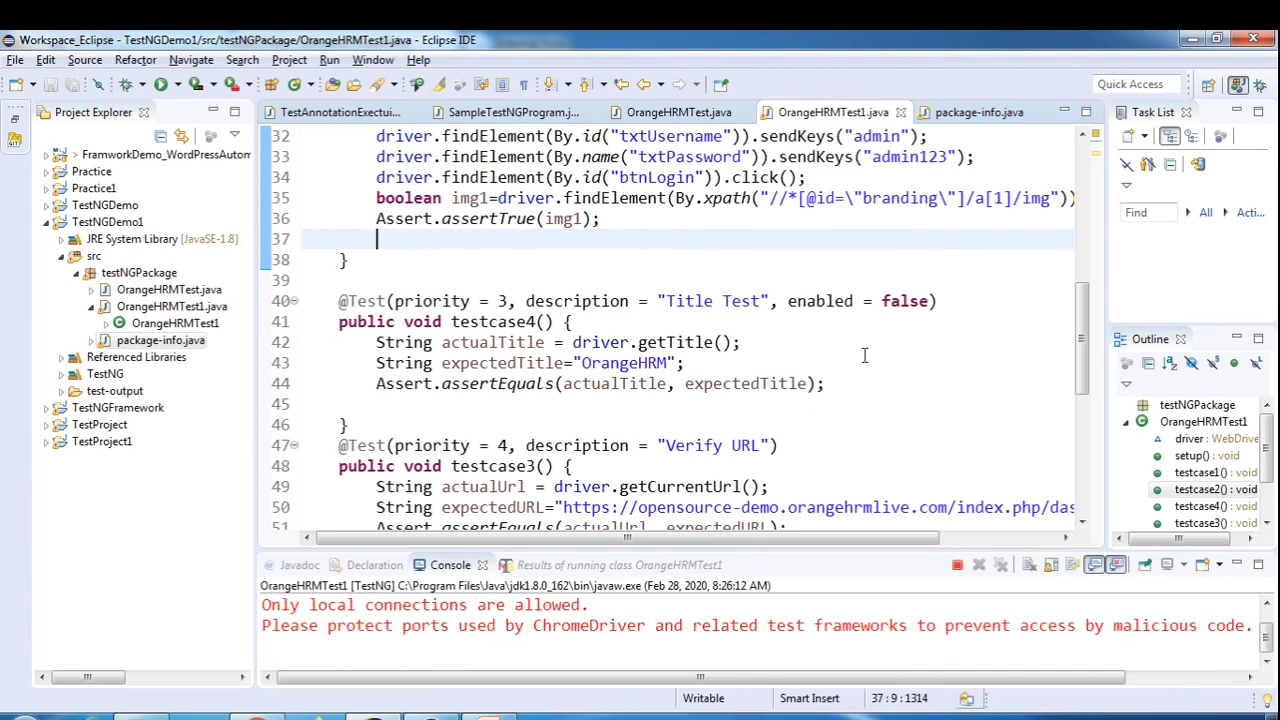 Workspace_Eclipse - TestNGDemo1/src/testNGPackage/OrangeHRMTest1.java - Eclipse IDE
File Edit Source Refactor Navigate Search Project Run Window Help
Quick Access
Project Explorer
TestAnnotationExectui... SampleTestNGProgram.j... OrangeHRMTest.java OrangeHRMTest1.java package-info.java
Task List
> FramworkDemo_WordPressAutom
Practice
Practice1
TestNGDemo
TestNGDemo1
JRE System Library [JavaSE-1.8]
src
testNGPackage
OrangeHRMTest.java
OrangeHRMTest1.java
OrangeHRMTest1
package-info.java
Referenced Libraries
TestNG
test-output
TestNGFramework
TestProject
TestProject1
32 driver.findElement(By.id("txtUsername")).sendKeys("admin");
33 driver.findElement(By.name("txtPassword")).sendKeys("admin123");
34 driver.findElement(By.id("btnLogin")).click();
35 boolean img1=driver.findElement(By.xpath("//*[@id=\"branding\"]/a[1]/img"))
36 Assert.assertTrue(img1);
37
38 }
39
40 @Test(priority = 3, description = "Title Test", enabled = false)
41 public void testcase4() {
42 String actualTitle = driver.getTitle();
43 String expectedTitle="OrangeHRM";
44 Assert.assertEquals(actualTitle, expectedTitle);
45
46 }
47 @Test(priority = 4, description = "Verify URL")
48 public void testcase3() {
49 String actualUrl = driver.getCurrentUrl();
50 String expectedURL="https://opensource-demo.orangehrmlive.com/index.php/das
51 Assert.assertEquals(actualUrl, expectedURL);
Find All Acti...
Outline
testNGPackage
OrangeHRMTest1
driver : WebDrive
setup() : void
testcase1() : void
testcase2() : void
testcase4() : void
testcase3() : void
Javadoc Declaration Console Results of running class OrangeHRMTest1
OrangeHRMTest1 [TestNG] C:\Program Files\Java\jdk1.8.0_162\bin\javaw.exe (Feb 28, 2020, 8:26:12 AM)
Only local connections are allowed.
Please protect ports used by ChromeDriver and related test frameworks to prevent access by malicious code.
Writable Smart Insert 37 : 9 : 1314